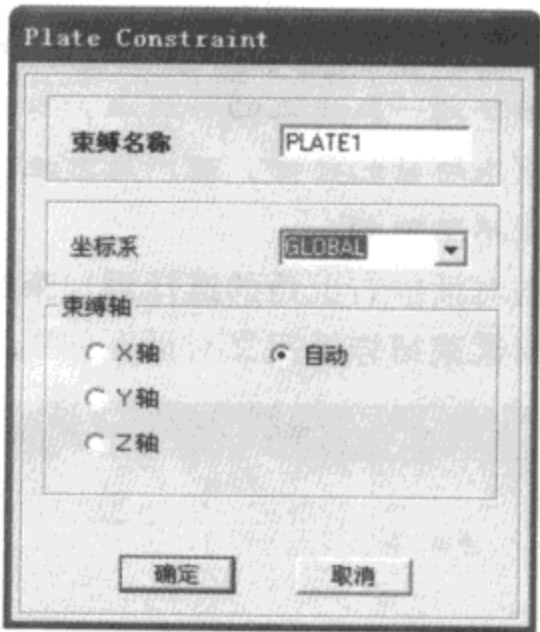 Plate Constraint
束缚名称 PLATE1
坐标系 GLOBAL
束缚轴
X轴 自动
Y轴
Z轴
确定 取消